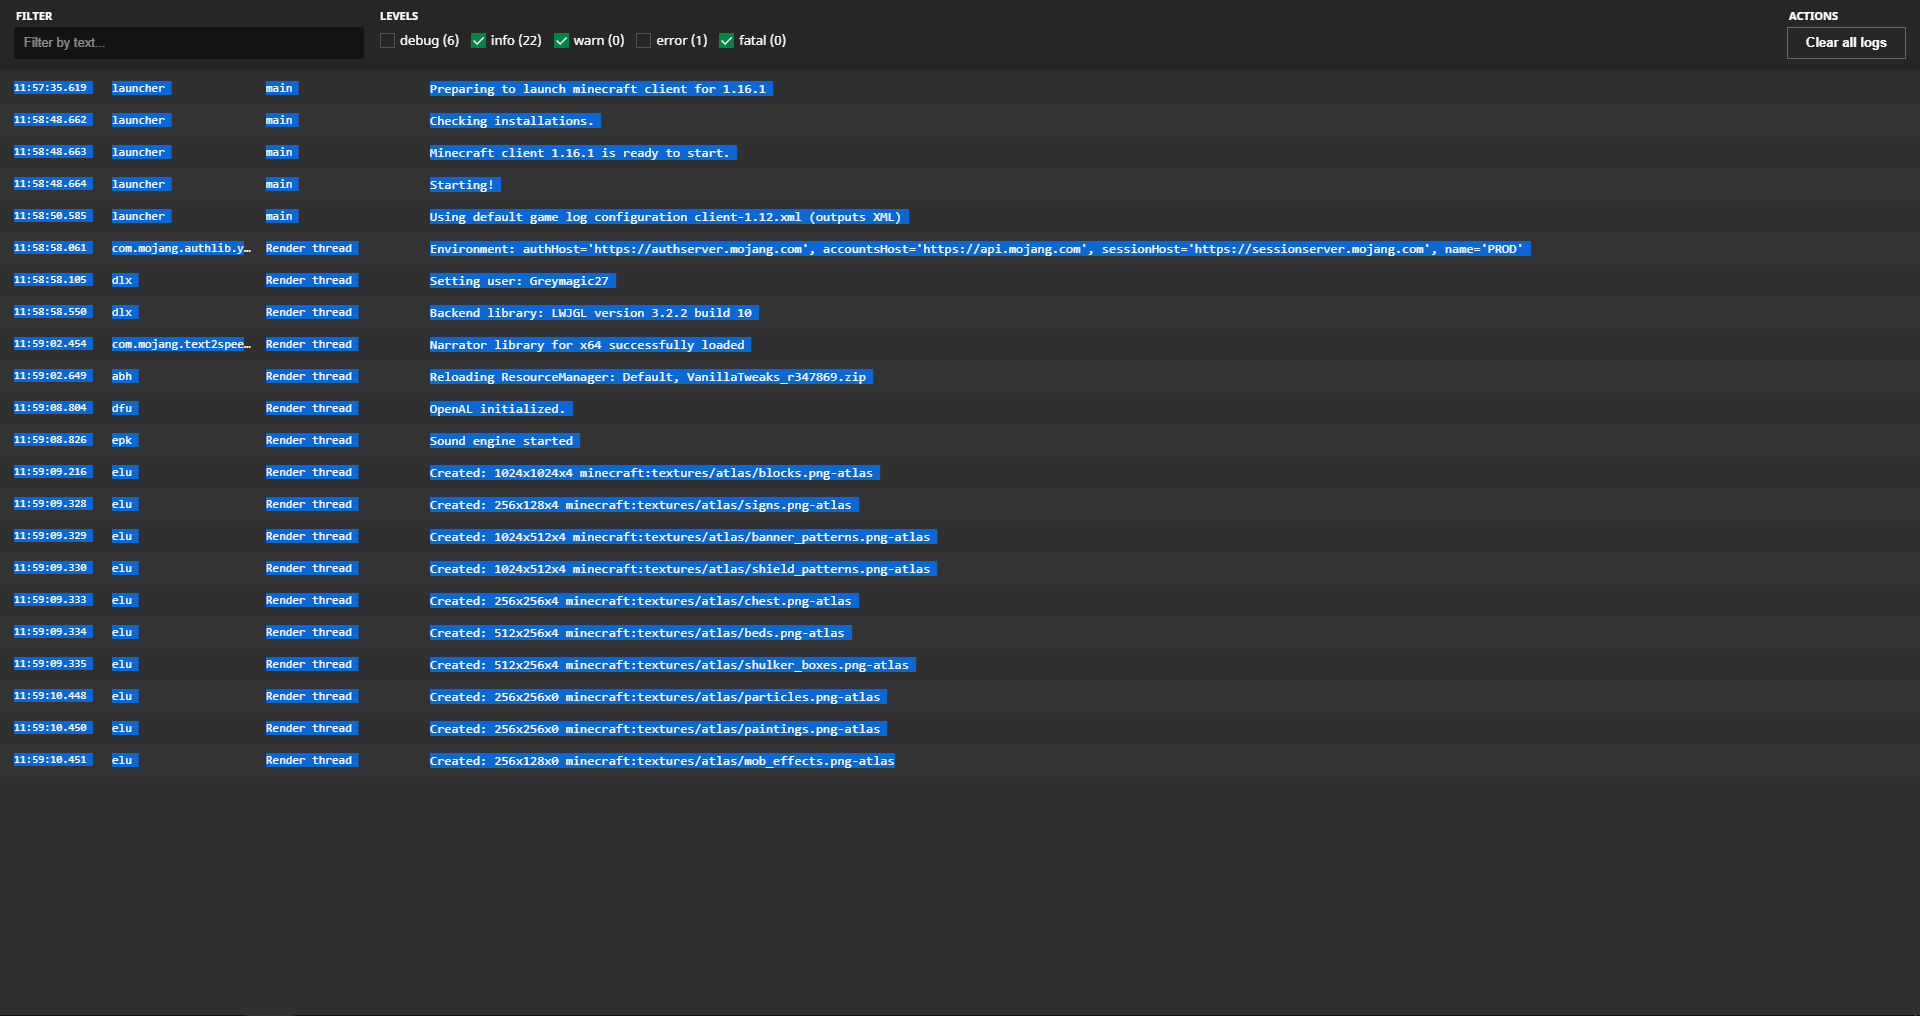 FILTER LEVELS ACTIONS
Filter by text... debug (6) info (22) warn (0) error (1) fatal (0) Clear all logs
11:57:35.619 launcher main Preparing to launch minecraft client for 1.16.1
11:58:48.662 launcher main Checking installations.
11:58:48.663 launcher main Minecraft client 1.16.1 is ready to start.
11:58:48.664 launcher main Starting!
11:58:50.585 launcher main Using default game log configuration client-1.12.xml (outputs XML)
11:58:58.061 com.mojang.authlib.y… Render thread Environment: authHost='https://authserver.mojang.com', accountsHost='https://api.mojang.com', sessionHost='https://sessionserver.mojang.com', name='PROD'
11:58:58.105 dlx Render thread Setting user: Greymagic27
11:58:58.550 dlx Render thread Backend library: LWJGL version 3.2.2 build 10
11:59:02.454 com.mojang.text2spee… Render thread Narrator library for x64 successfully loaded
11:59:02.649 abh Render thread Reloading ResourceManager: Default, VanillaTweaks_r347869.zip
11:59:08.804 dfu Render thread OpenAL initialized.
11:59:08.826 epk Render thread Sound engine started
11:59:09.216 elu Render thread Created: 1024x1024x4 minecraft:textures/atlas/blocks.png-atlas
11:59:09.328 elu Render thread Created: 256x128x4 minecraft:textures/atlas/signs.png-atlas
11:59:09.329 elu Render thread Created: 1024x512x4 minecraft:textures/atlas/banner_patterns.png-atlas
11:59:09.330 elu Render thread Created: 1024x512x4 minecraft:textures/atlas/shield_patterns.png-atlas
11:59:09.333 elu Render thread Created: 256x256x4 minecraft:textures/atlas/chest.png-atlas
11:59:09.334 elu Render thread Created: 512x256x4 minecraft:textures/atlas/beds.png-atlas
11:59:09.335 elu Render thread Created: 512x256x4 minecraft:textures/atlas/shulker_boxes.png-atlas
11:59:10.448 elu Render thread Created: 256x256x0 minecraft:textures/atlas/particles.png-atlas
11:59:10.450 elu Render thread Created: 256x256x0 minecraft:textures/atlas/paintings.png-atlas
11:59:10.451 elu Render thread Created: 256x128x0 minecraft:textures/atlas/mob_effects.png-atlas